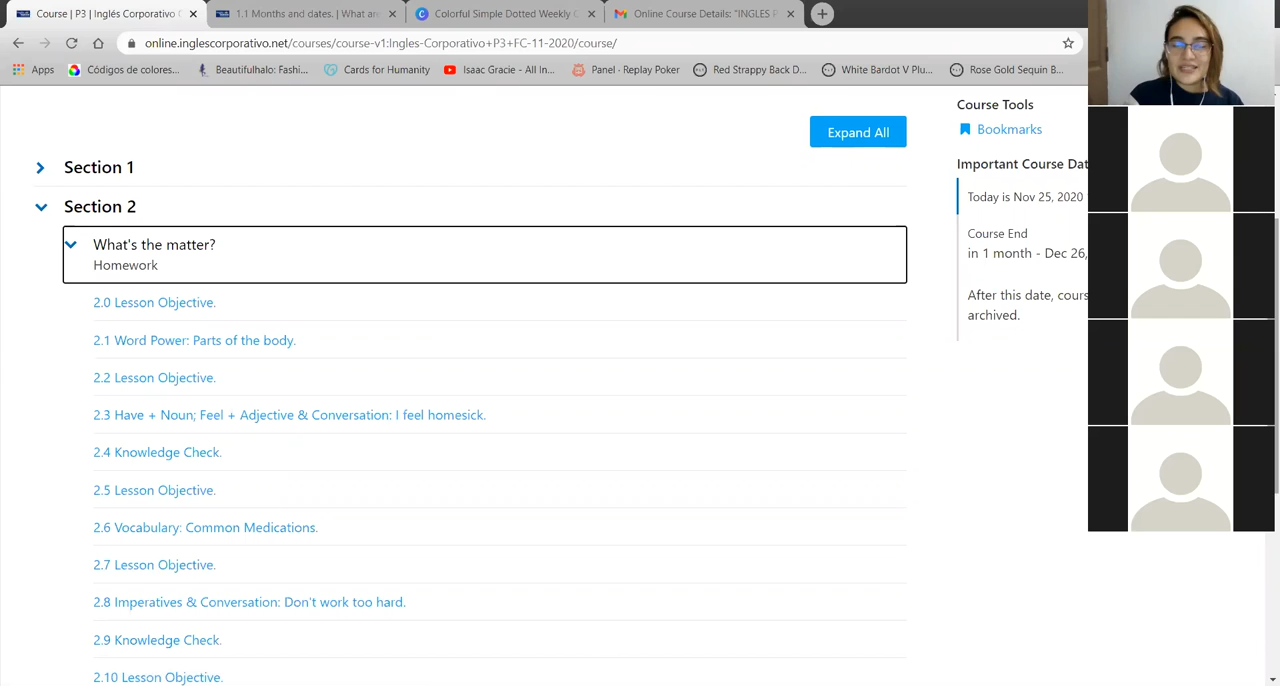 Course | P3 | Inglés Corporativo
1.1 Months and dates. | What are
Colorful Simple Dotted Weekly
Online Course Details: "INGLES P
online.inglescorporativo.net/courses/course-v1:Ingles-Corporativo+P3+FC-11-2020/course/
Apps
Códigos de colores...
Beautifulhalo: Fashi...
Cards for Humanity
Isaac Gracie - All In...
Panel · Replay Poker
Red Strappy Back D...
White Bardot V Plu...
Rose Gold Sequin B...
Expand All
Section 1
Section 2
What's the matter?
Homework
2.0 Lesson Objective.
2.1 Word Power: Parts of the body.
2.2 Lesson Objective.
2.3 Have + Noun; Feel + Adjective & Conversation: I feel homesick.
2.4 Knowledge Check.
2.5 Lesson Objective.
2.6 Vocabulary: Common Medications.
2.7 Lesson Objective.
2.8 Imperatives & Conversation: Don't work too hard.
2.9 Knowledge Check.
2.10 Lesson Objective.
Course Tools
Bookmarks
Important Course Dat
Today is Nov 25, 2020
Course End
in 1 month - Dec 26,
After this date, cours
archived.